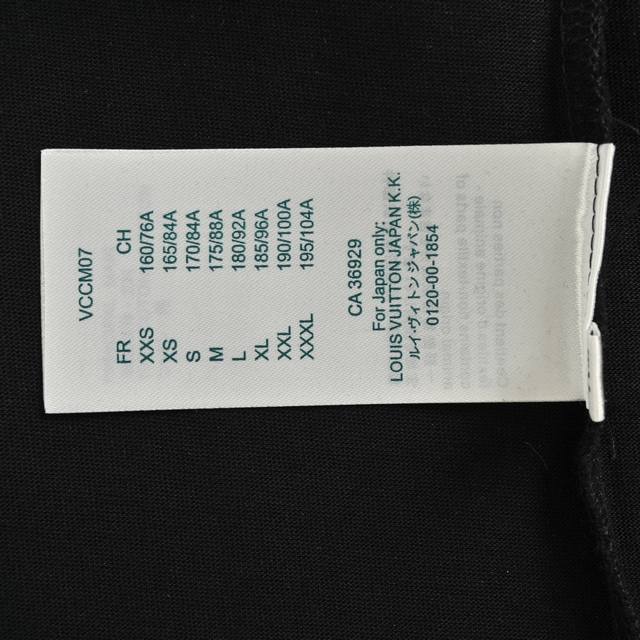 VCCM07
FR CH
XXS 160/76A
XS 165/84A
S 170/84A
M 175/88A
L 180/92A
XL 185/96A
XXL 190/100A
XXXL 195/104A
CA 36929
For Japan only:
LOUIS VUITTON JAPAN K.K.
ルイ・ヴィトン ジャパン(株)
0120-00-1854